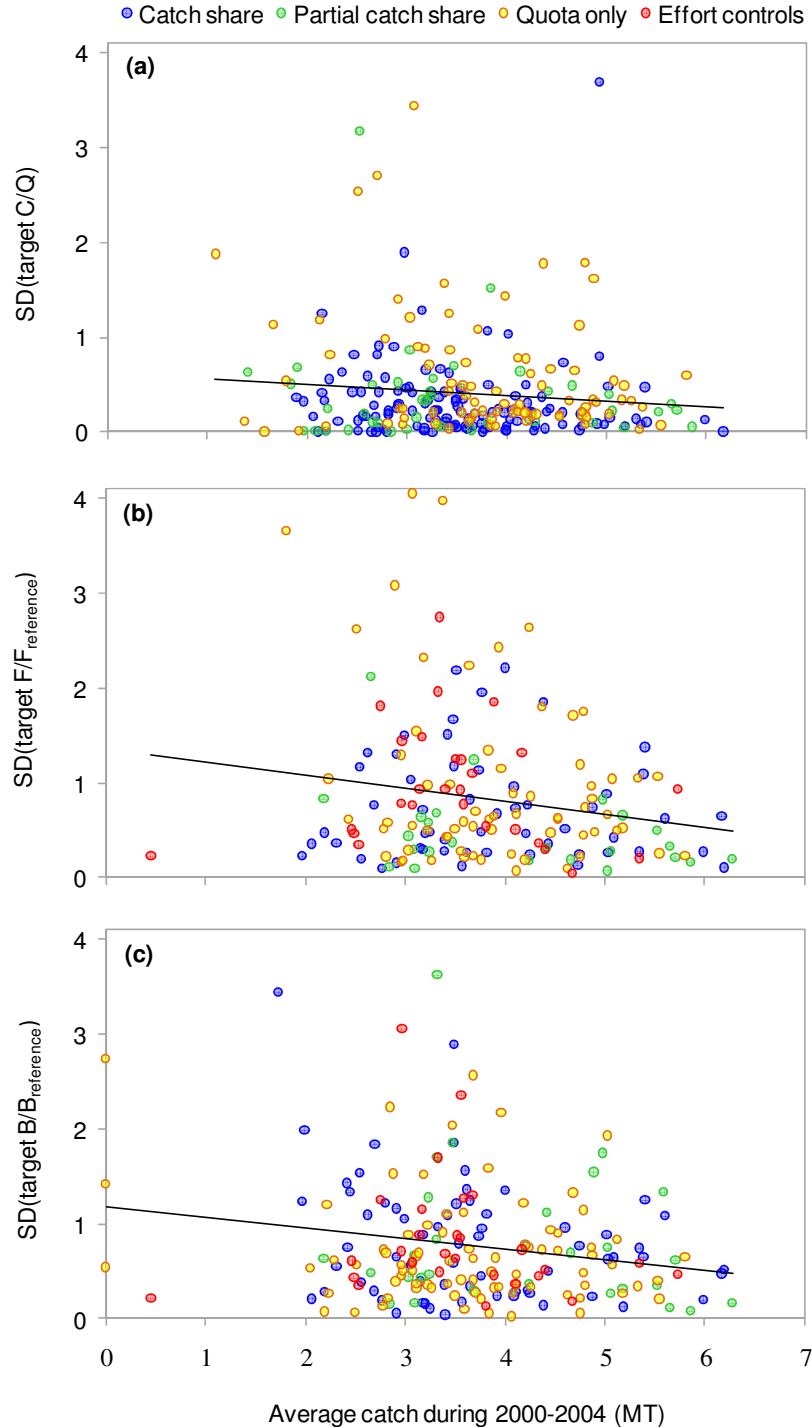 Catch share Partial catch share Quota only Effort controls
(a)
4
3
2
1
0
SD(target C/Q)
(b)
4
3
2
1
0
SD(target F/Freference)
(c)
4
3
2
1
0
SD(target B/Breference)
0 1 2 3 4 5 6 7
Average catch during 2000-2004 (MT)